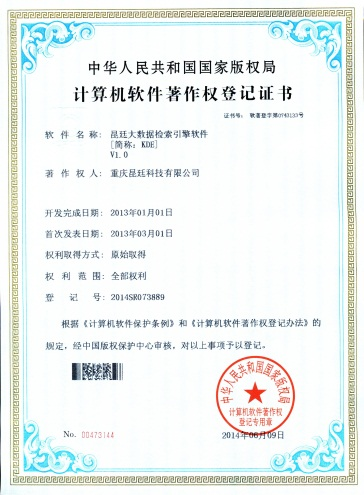 中华人民共和国国家版权局
计算机软件著作权登记证书
证书号： 软著登字第0743133号
软件名称： 昆廷大数据检索引擎软件
[简称：KDE]
V1.0
著作权人： 重庆昆廷科技有限公司
开发完成日期： 2013年01月01日
首次发表日期： 2013年03月01日
权利取得方式： 原始取得
权利范围： 全部权利
登记号： 2014SR073889
根据《计算机软件保护条例》和《计算机软件著作权登记办法》的
规定，经中国版权保护中心审核，对以上事项予以登记。
中华人民共和国国家版权局
计算机软件著作权
登记专用章
No. 00473144
2014年06月09日